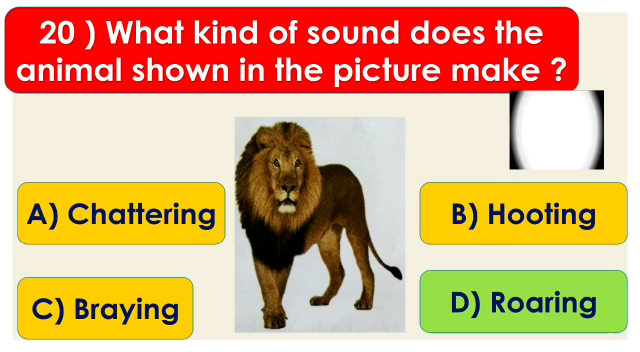 20 ) What kind of sound does the
animal shown in the picture make ?
A) Chattering
B) Hooting
C) Braying
D) Roaring